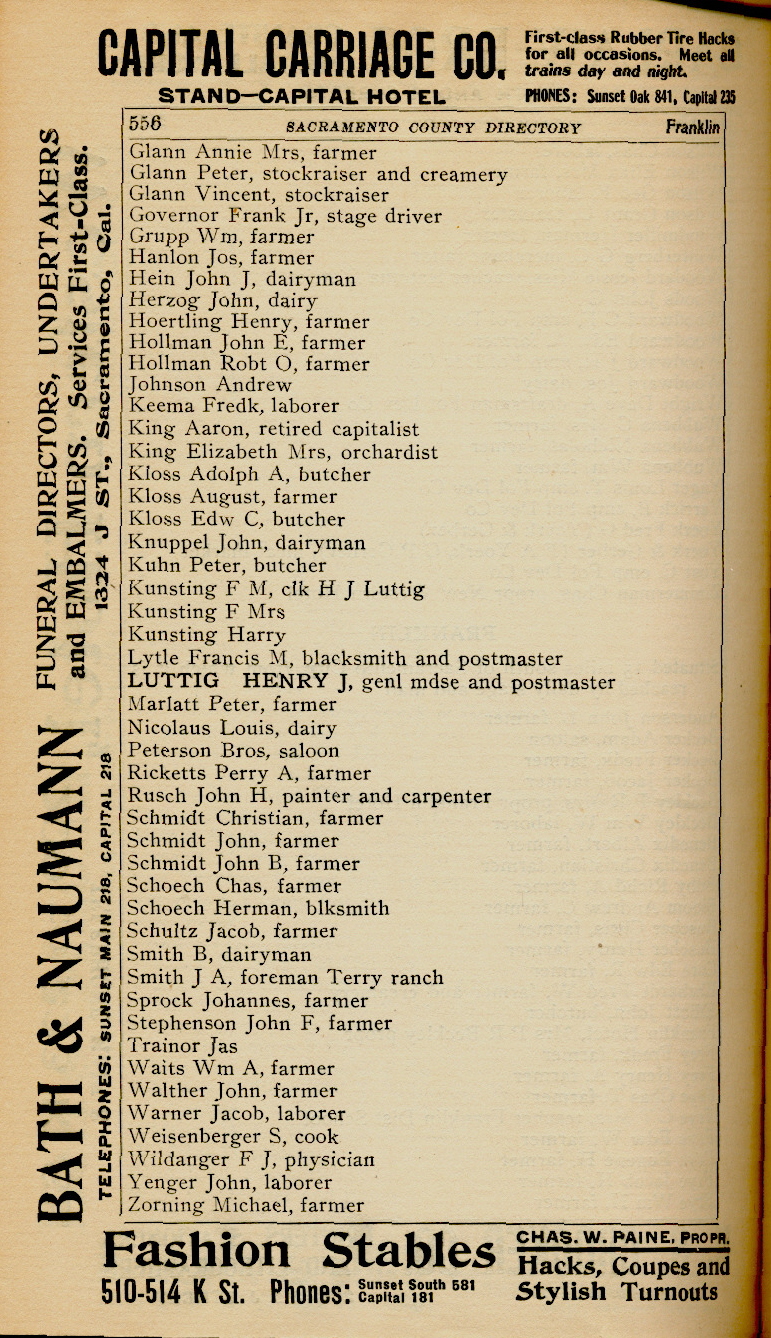 CAPITAL CARRIAGE CO.
First-class Rubber Tire Hacks
for all occasions. Meet all
trains day and night.
STAND—CAPITAL HOTEL
PHONES: Sunset Oak 841, Capital 235
556 SACRAMENTO COUNTY DIRECTORY Franklin
Glann Annie Mrs, farmer
Glann Peter, stockraiser and creamery
Glann Vincent, stockraiser
Governor Frank Jr, stage driver
Grupp Wm, farmer
Hanlon Jos, farmer
Hein John J, dairyman
Herzog John, dairy
Hoertling Henry, farmer
Hollman John E, farmer
Hollman Robt O, farmer
Johnson Andrew
Keema Fredk, laborer
King Aaron, retired capitalist
King Elizabeth Mrs, orchardist
Kloss Adolph A, butcher
Kloss August, farmer
Kloss Edw C, butcher
Knuppel John, dairyman
Kuhn Peter, butcher
Kunsting F M, clk H J Luttig
Kunsting F Mrs
Kunsting Harry
Lytle Francis M, blacksmith and postmaster
LUTTIG HENRY J, genl mdse and postmaster
Marlatt Peter, farmer
Nicolaus Louis, dairy
Peterson Bros, saloon
Ricketts Perry A, farmer
Rusch John H, painter and carpenter
Schmidt Christian, farmer
Schmidt John, farmer
Schmidt John B, farmer
Schoech Chas, farmer
Schoech Herman, blksmith
Schultz Jacob, farmer
Smith B, dairyman
Smith J A, foreman Terry ranch
Sprock Johannes, farmer
Stephenson John F, farmer
Trainor Jas
Waits Wm A, farmer
Walther John, farmer
Warner Jacob, laborer
Weisenberger S, cook
Wildanger F J, physician
Yenger John, laborer
Zorning Michael, farmer
BATH & NAUMANN
TELEPHONES: SUNSET MAIN 218, CAPITAL 218
FUNERAL DIRECTORS, UNDERTAKERS
and EMBALMERS. Services First-Class.
1324 J ST., Sacramento, Cal.
Fashion Stables
510-514 K St. Phones: Sunset South 581
Capital 181
CHAS. W. PAINE, PROPR.
Hacks, Coupes and
Stylish Turnouts